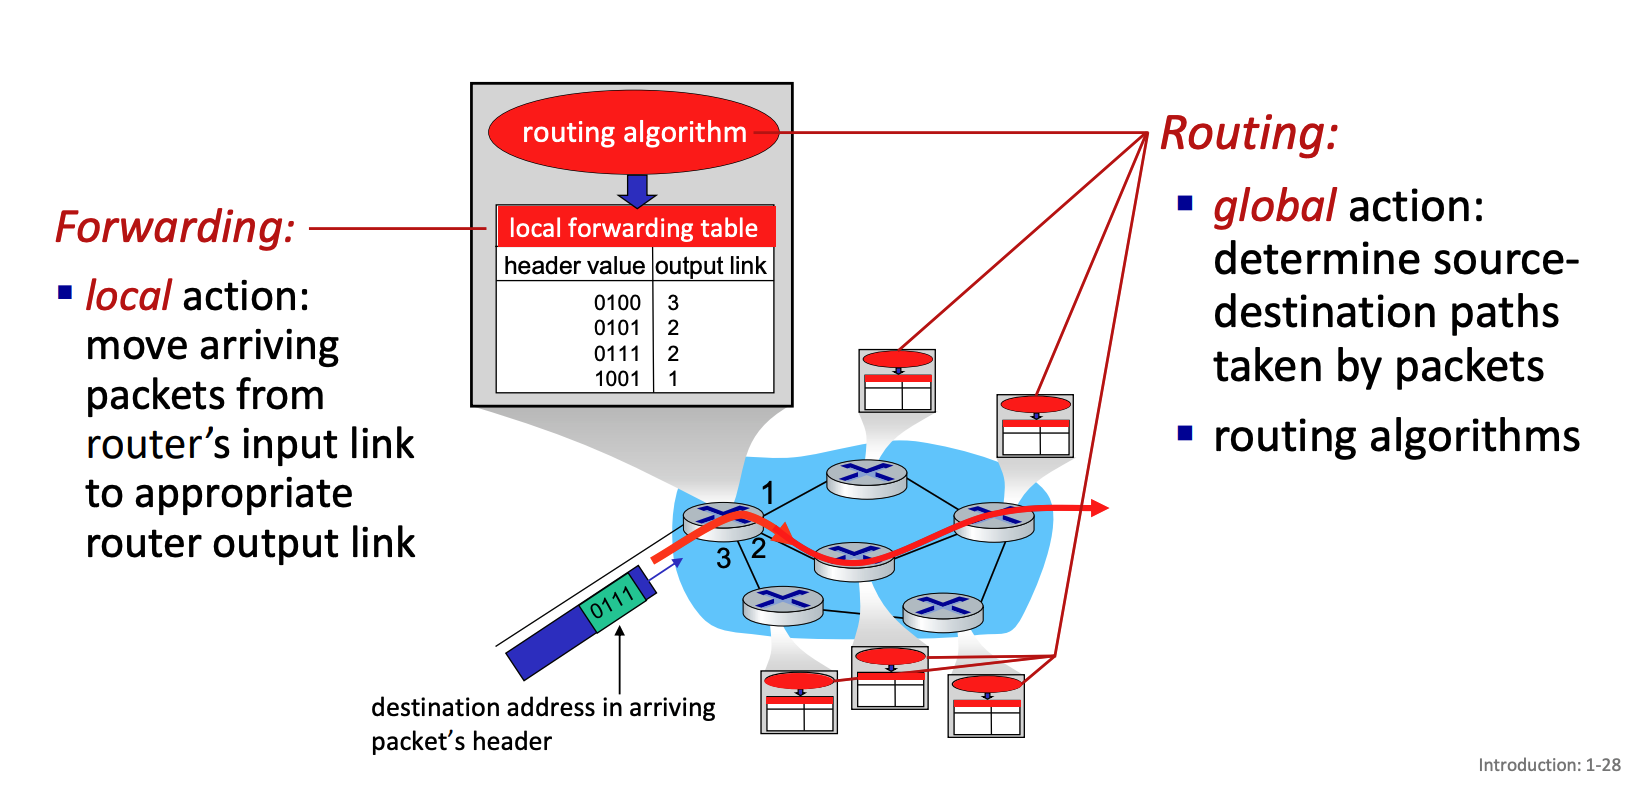 routing algorithm
local forwarding table
header value output link
0100 3
0101 2
0111 2
1001 1
Forwarding:
▪ local action:
move arriving
packets from
router’s input link
to appropriate
router output link
Routing:
▪ global action:
determine source-
destination paths
taken by packets
▪ routing algorithms
1
2
3
0111
destination address in arriving
packet’s header
Introduction: 1-28